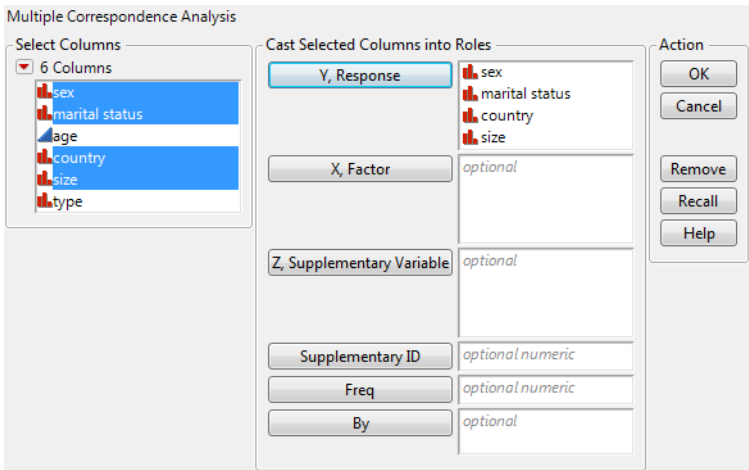 Multiple Correspondence Analysis
Select Columns
6 Columns
sex
marital status
age
country
size
type
Cast Selected Columns into Roles
Y, Response
sex
marital status
country
size
X, Factor
optional
Z, Supplementary Variable
optional
Supplementary ID
optional numeric
Freq
optional numeric
By
optional
Action
OK
Cancel
Remove
Recall
Help